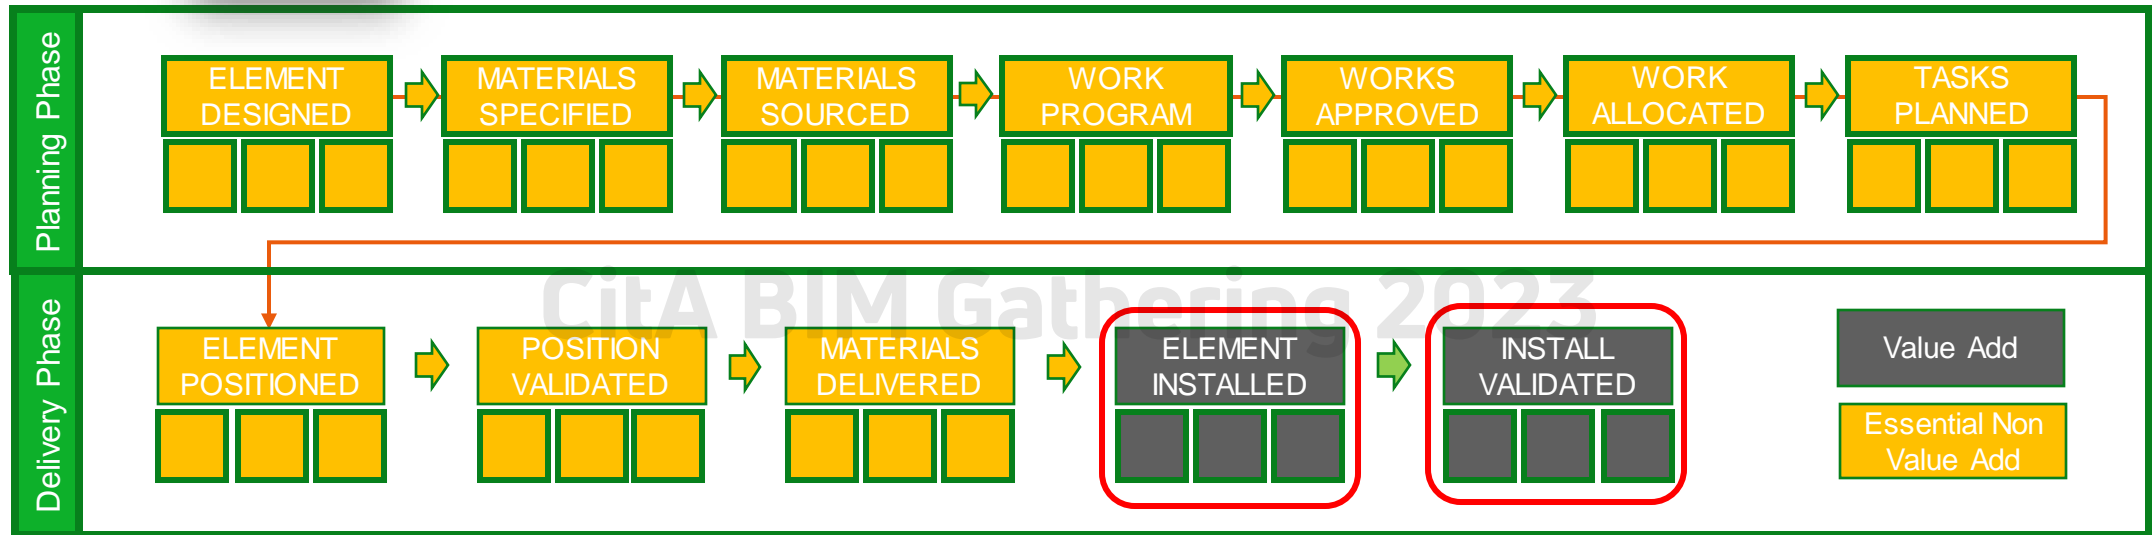 Planning Phase
ELEMENT
DESIGNED
MATERIALS
SPECIFIED
MATERIALS
SOURCED
WORK
PROGRAM
WORKS
APPROVED
WORK
ALLOCATED
TASKS
PLANNED
CitA BIM Gathering 2023
Delivery Phase
ELEMENT
POSITIONED
POSITION
VALIDATED
MATERIALS
DELIVERED
ELEMENT
INSTALLED
INSTALL
VALIDATED
Value Add
Essential Non
Value Add